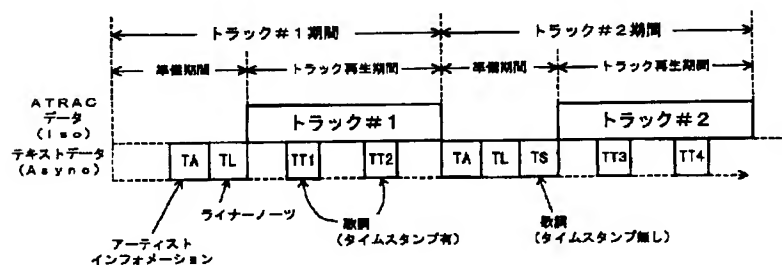 トラック#1期間
トラック#2期間
準備期間
トラック再生期間
準備期間
トラック再生期間
ATRAC
データ
(Iso)
トラック#1
トラック#2
テキストデータ
(Async)
TA
TL
TT1
TT2
TA
TL
TS
TT3
TT4
ライナーノーツ
アーティスト
インフォメーション
歌詞
(タイムスタンプ有)
歌詞
(タイムスタンプ無し)